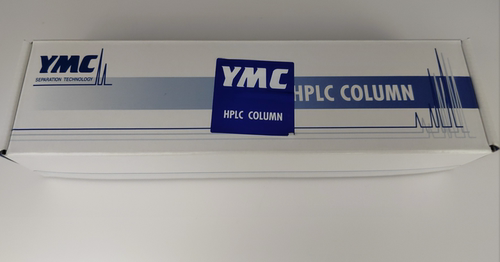 YMC
SEPARATION TECHNOLOGY
YMC
HPLC COLUMN
HPLC COLUMN